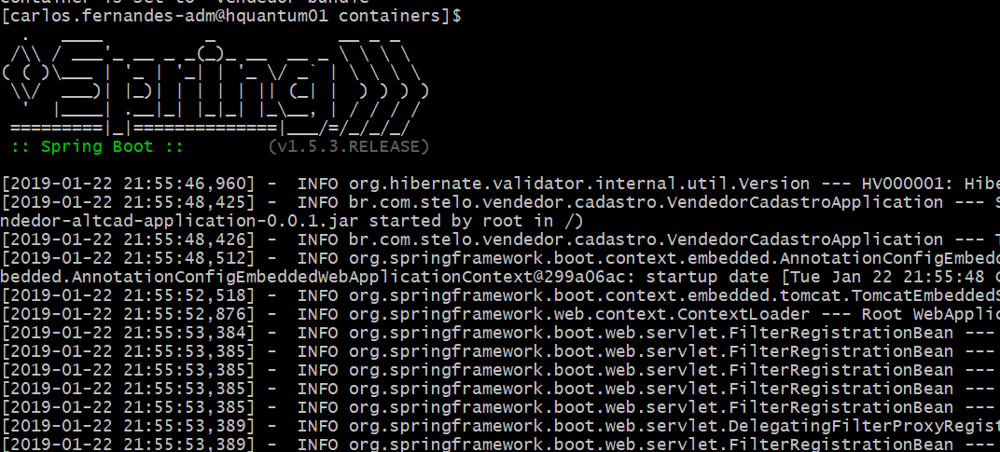 container is set to "vendedor-bundle"
[carlos.fernandes-adm@hquantum01 containers]$
  .   ____          _            __ _ _
 /\\ / ___'_ __ _ _(_)_ __  __ _ \ \ \ \
( ( )\___ | '_ | '_| | '_ \/ _` | \ \ \ \
 \\/  ___)| |_)| | | | | || (_| |  ) ) ) )
  '  |____| .__|_| |_|_| |_\__, | / / / /
 =========|_|==============|___/=/_/_/_/
 :: Spring Boot ::        (v1.5.3.RELEASE)
[2019-01-22 21:55:46,960] -  INFO org.hibernate.validator.internal.util.Version --- HV000001: Hibe
[2019-01-22 21:55:48,425] -  INFO br.com.stelo.vendedor.cadastro.VendedorCadastroApplication --- S
ndedor-altcad-application-0.0.1.jar started by root in /)
[2019-01-22 21:55:48,426] -  INFO br.com.stelo.vendedor.cadastro.VendedorCadastroApplication --- T
[2019-01-22 21:55:48,512] -  INFO org.springframework.boot.context.embedded.AnnotationConfigEmbedd
bedded.AnnotationConfigEmbeddedWebApplicationContext@299a06ac: startup date [Tue Jan 22 21:55:48 G
[2019-01-22 21:55:52,518] -  INFO org.springframework.boot.context.embedded.tomcat.TomcatEmbeddedS
[2019-01-22 21:55:52,876] -  INFO org.springframework.web.context.ContextLoader --- Root WebApplic
[2019-01-22 21:55:53,384] -  INFO org.springframework.boot.web.servlet.FilterRegistrationBean ---
[2019-01-22 21:55:53,385] -  INFO org.springframework.boot.web.servlet.FilterRegistrationBean ---
[2019-01-22 21:55:53,385] -  INFO org.springframework.boot.web.servlet.FilterRegistrationBean ---
[2019-01-22 21:55:53,385] -  INFO org.springframework.boot.web.servlet.FilterRegistrationBean ---
[2019-01-22 21:55:53,385] -  INFO org.springframework.boot.web.servlet.FilterRegistrationBean ---
[2019-01-22 21:55:53,389] -  INFO org.springframework.boot.web.servlet.DelegatingFilterProxyRegist
[2019-01-22 21:55:53,389] -  INFO org.springframework.boot.web.servlet.FilterRegistrationBean ---